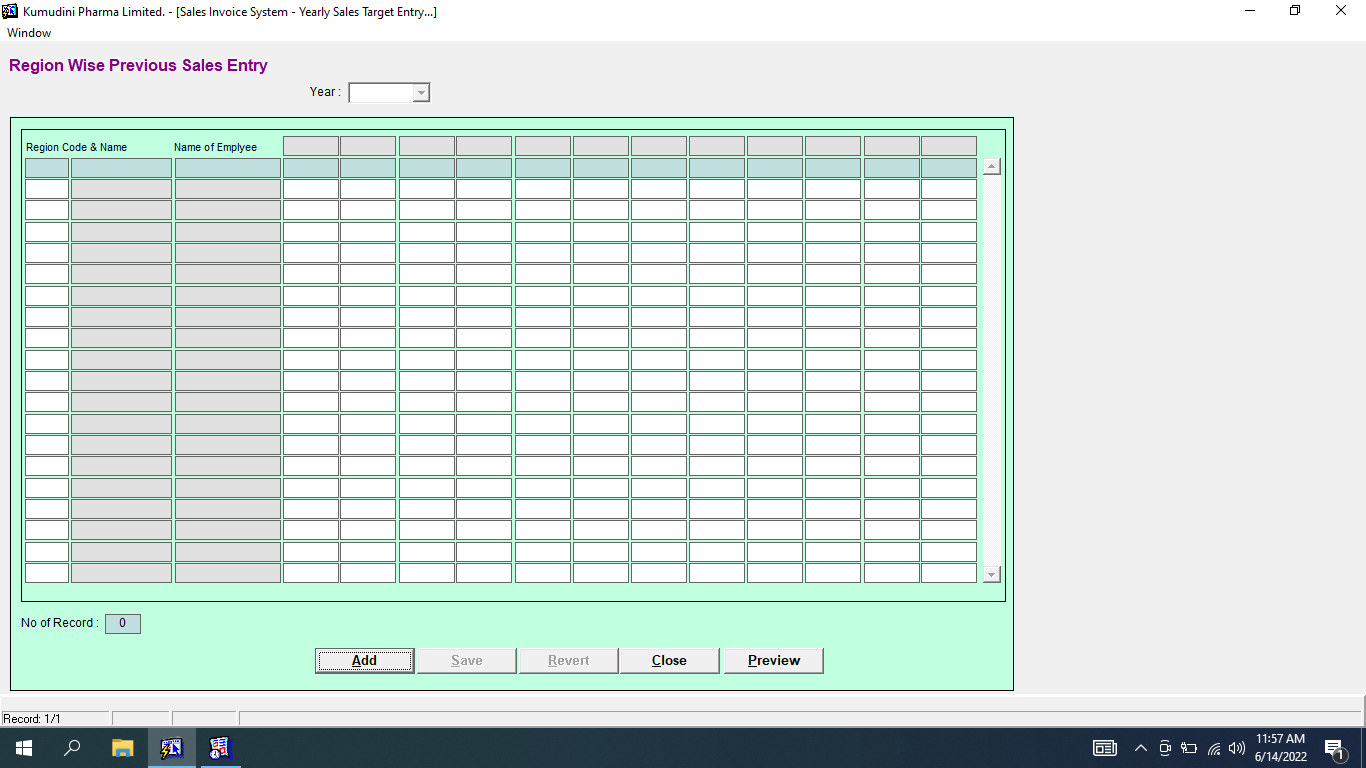 Kumudini Pharma Limited. - [Sales Invoice System - Yearly Sales Target Entry...]
Window
Region Wise Previous Sales Entry
Year :
Region Code & Name Name of Emplyee
No of Record : 0
Add Save Revert Close Preview
Record: 1/1
11:57 AM
6/14/2022
1